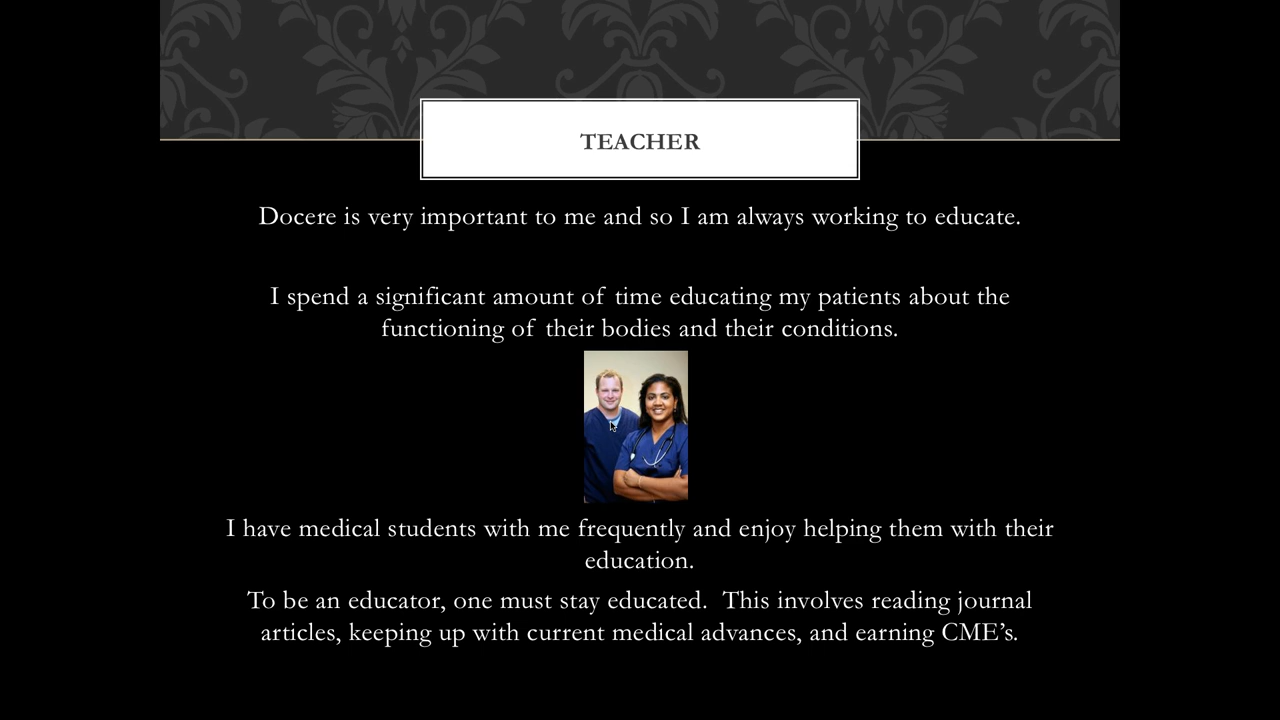 TEACHER
Docere is very important to me and so I am always working to educate.
I spend a significant amount of time educating my patients about the
functioning of their bodies and their conditions.
I have medical students with me frequently and enjoy helping them with their
education.
To be an educator, one must stay educated.  This involves reading journal
articles, keeping up with current medical advances, and earning CME’s.